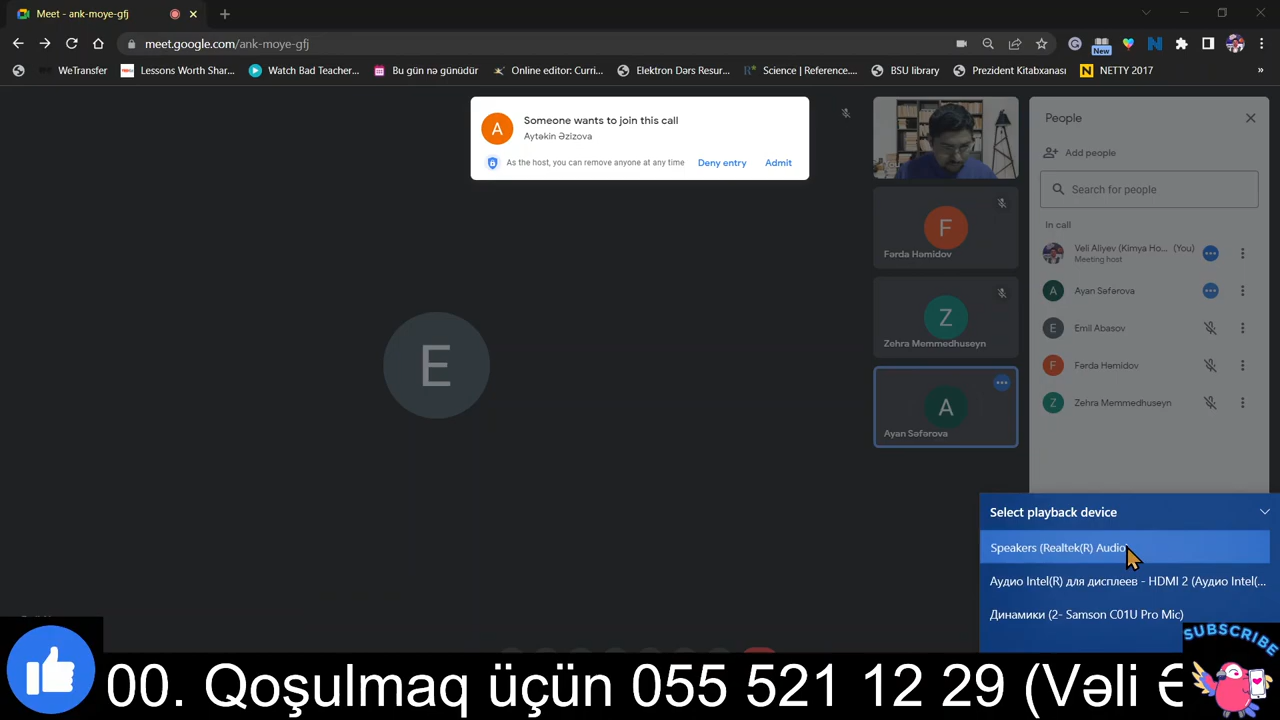 Meet - ank-moye-gfj
meet.google.com/ank-moye-gfj
New
WeTransfer
Lessons Worth Shar...
Watch Bad Teacher...
Bu gün nə günüdür
Online editor: Curri...
Elektron Dars Resur...
Science | Reference....
BSU library
Prezident Kitabxanası
N
NETTY 2017
»
A
Someone wants to join this call
Aytəkin Əzizova
As the host, you can remove anyone at any time
Deny entry
Admit
E
F
Fərda Həmidov
Z
Zehra Memmedhuseyn
A
Ayan Səfərova
People
Add people
Search for people
In call
Veli Aliyev (Kimya Ho... (You)
Meeting host
A
Ayan Səfərova
E
Emil Abasov
F
Fərda Həmidov
Z
Zehra Memmedhuseyn
Select playback device
Speakers (Realtek(R) Audio)
Аудио Intel(R) для дисплеев - HDMI 2 (Аудио Intel(...
Динамики (2- Samson C01U Pro Mic)
SUBSCRIBE
00. Qoşulmaq üçün 055 521 12 29 (Vəli Ə